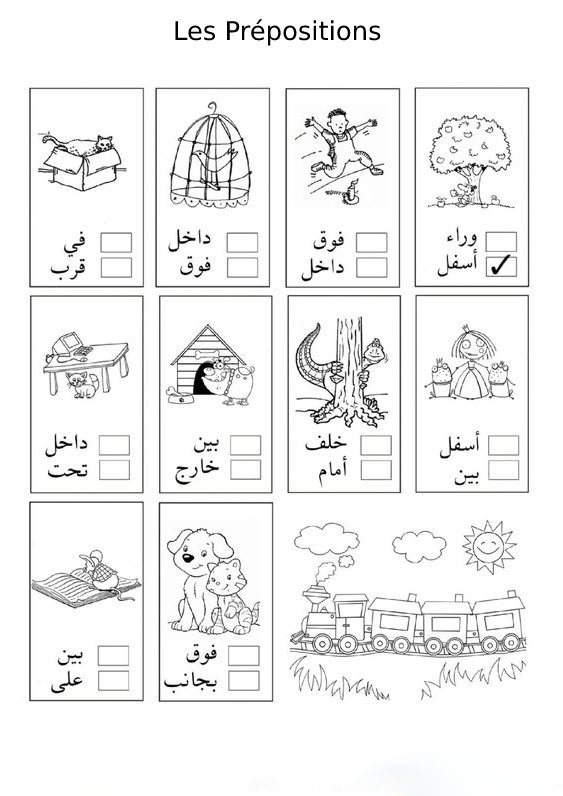 Les Prépositions
في
قرب
داخل
فوق
فوق
داخل
وراء
أسفل
داخل
تحت
بين
خارج
خلف
أمام
أسفل
بين
بين
على
فوق
بجانب